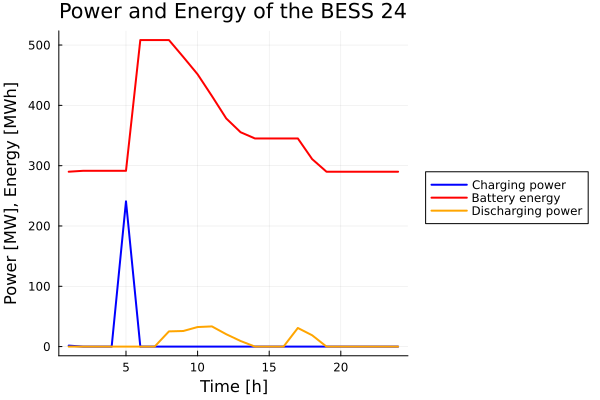 Power and Energy of the BESS 24
Power [MW], Energy [MWh]
500
400
300
200
100
0
5
10
15
20
Time [h]
Charging power
Battery energy
Discharging power